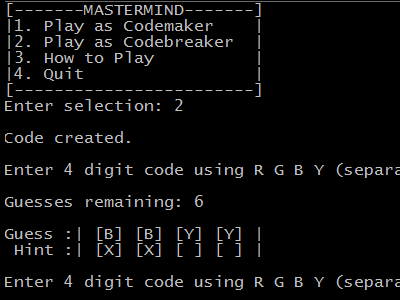 [-------MASTERMIND-------]
|1. Play as Codemaker    |
|2. Play as Codebreaker  |
|3. How to Play          |
|4. Quit                 |
[------------------------]
Enter selection: 2
Code created.
Enter 4 digit code using R G B Y (separa
Guesses remaining: 6
Guess :| [B] [B] [Y] [Y] |
 Hint :| [X] [X] [ ] [ ] |
Enter 4 digit code using R G B Y (separa